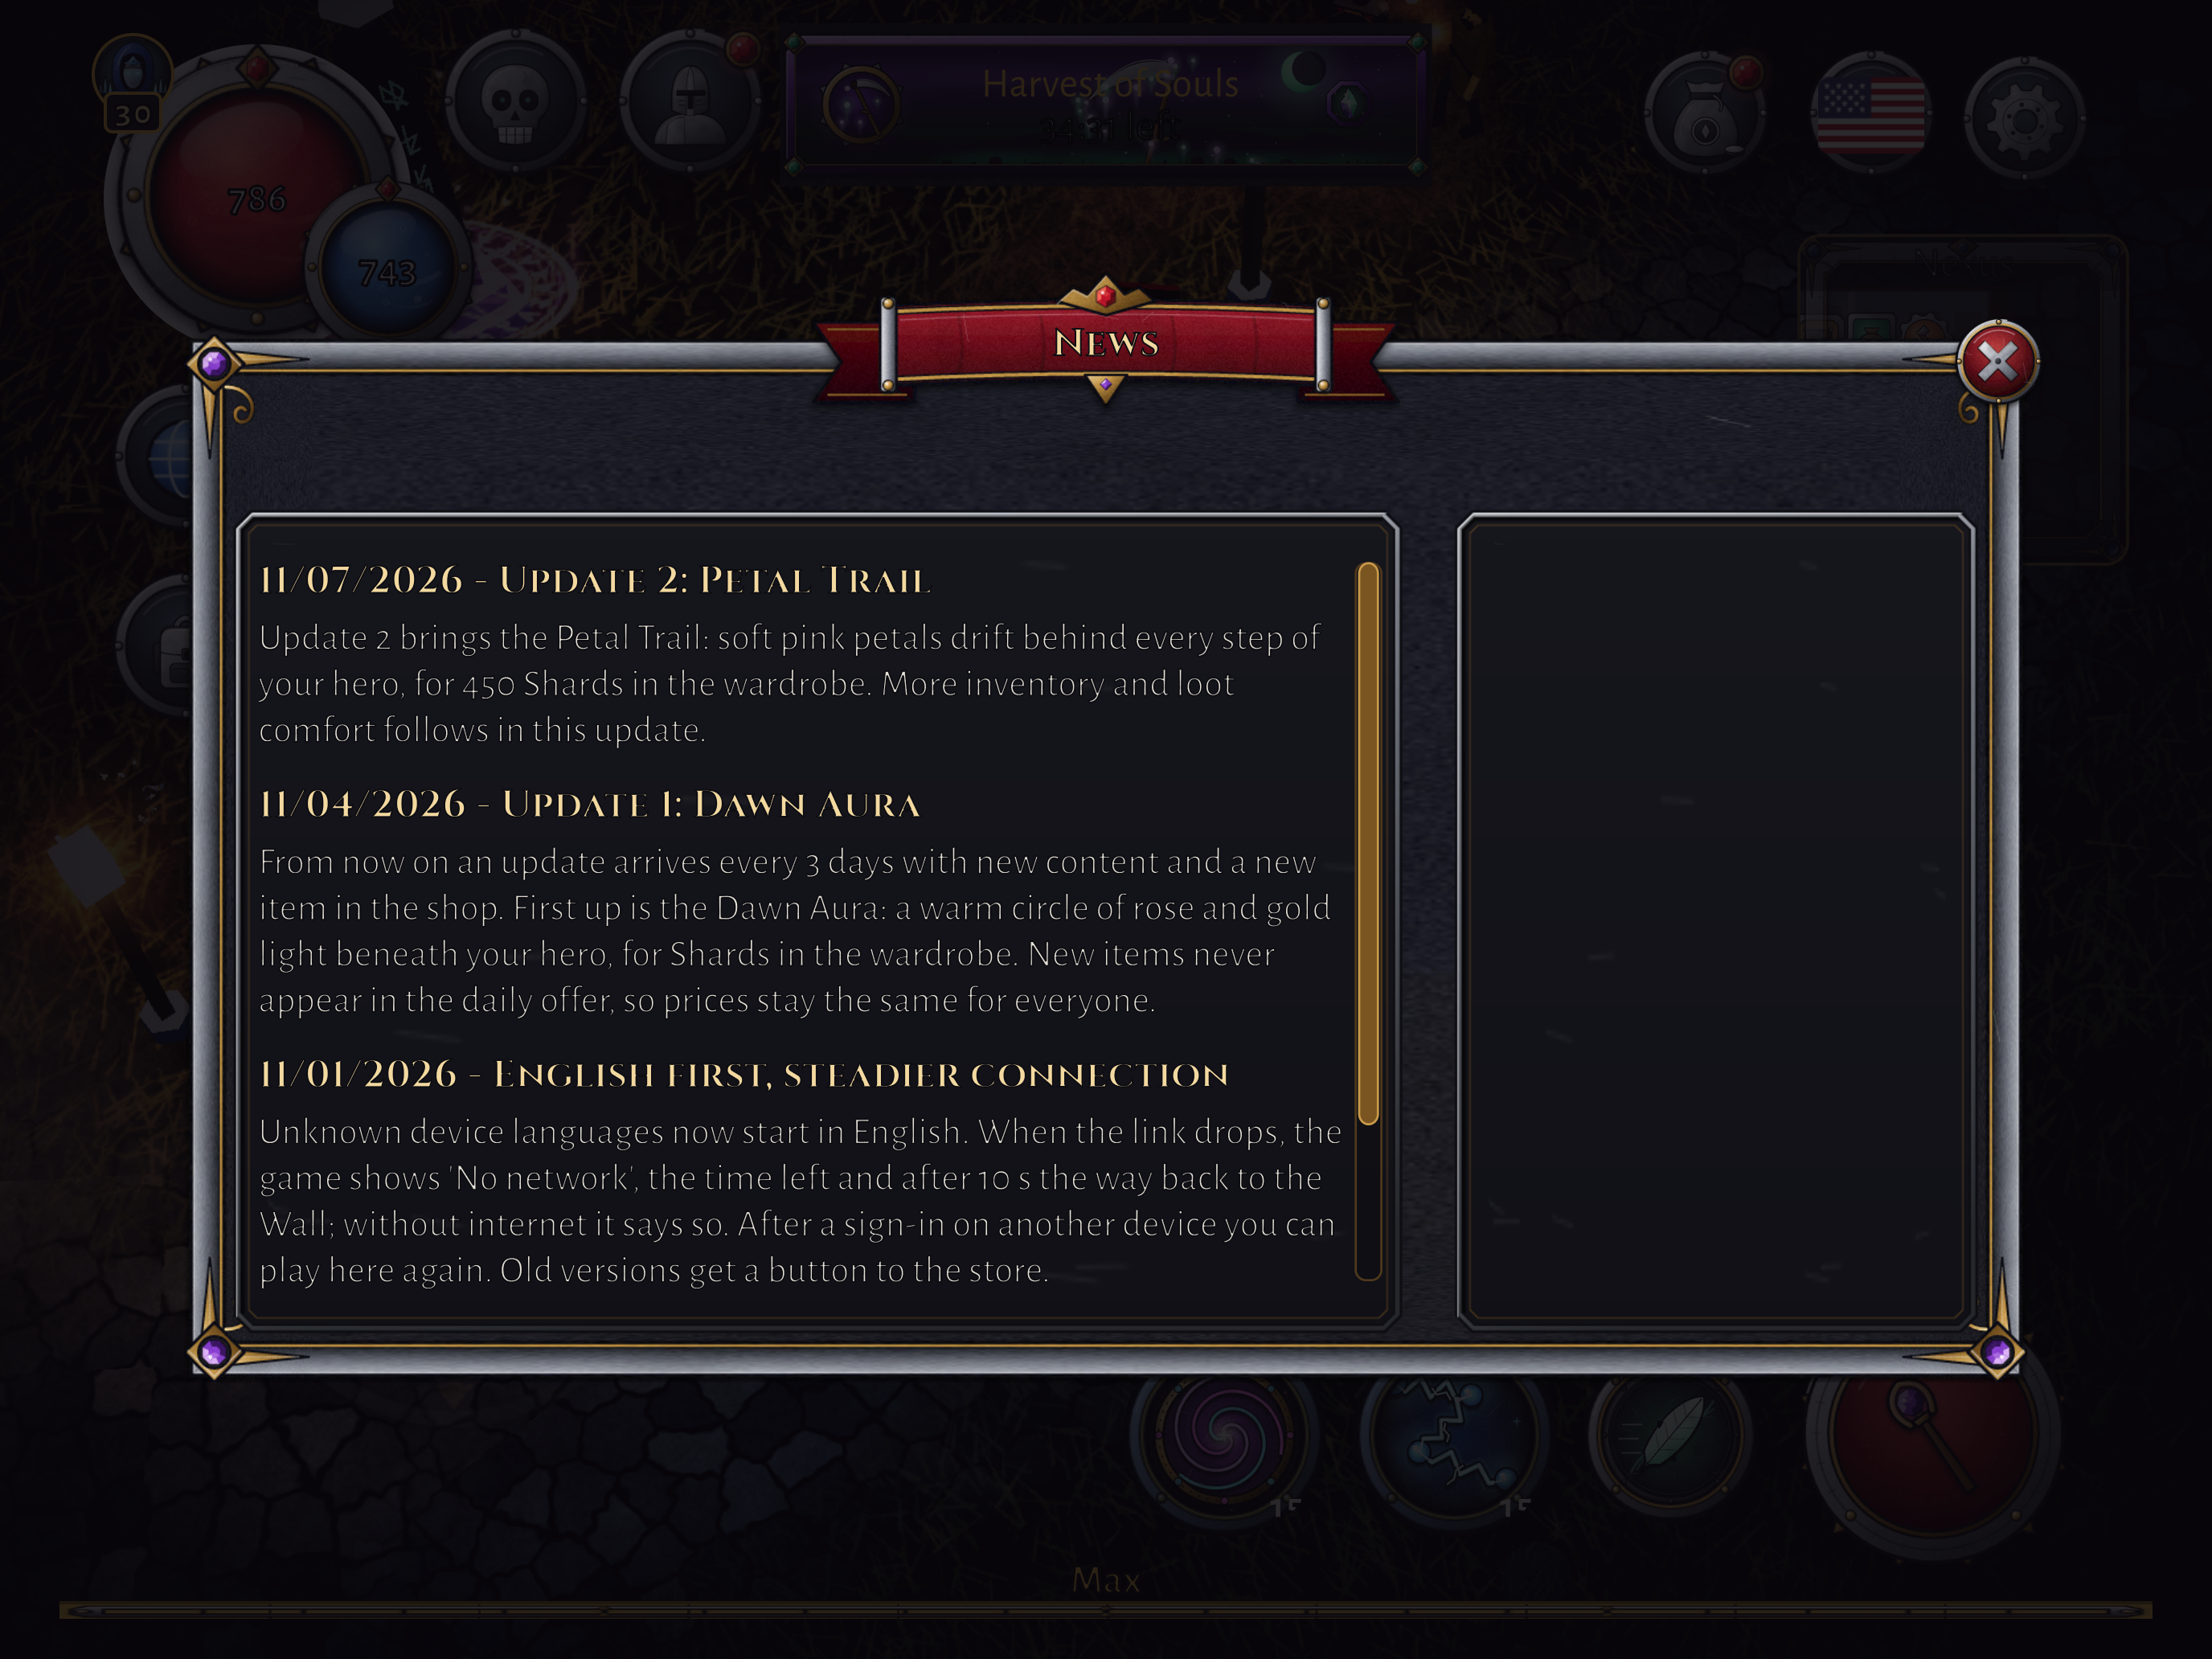 30
786
743
Harvest of Souls
24:31 left
News
11/07/2026 - Update 2: Petal Trail
Update 2 brings the Petal Trail: soft pink petals drift behind every step of
your hero, for 450 Shards in the wardrobe. More inventory and loot
comfort follows in this update.
11/04/2026 - Update 1: Dawn Aura
From now on an update arrives every 3 days with new content and a new
item in the shop. First up is the Dawn Aura: a warm circle of rose and gold
light beneath your hero, for Shards in the wardrobe. New items never
appear in the daily offer, so prices stay the same for everyone.
11/01/2026 - English first, steadier connection
Unknown device languages now start in English. When the link drops, the
game shows 'No network', the time left and after 10 s the way back to the
Wall; without internet it says so. After a sign-in on another device you can
play here again. Old versions get a button to the store.
Max